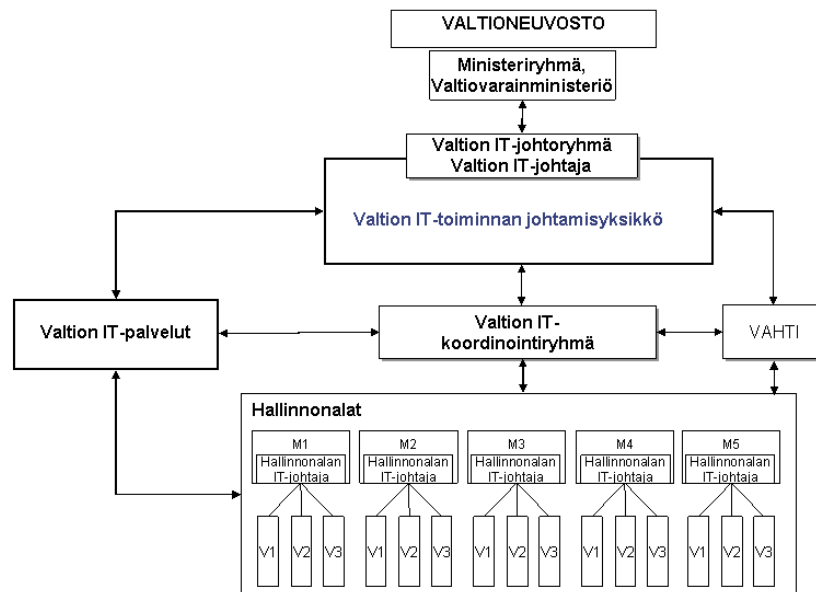 VALTIONEUVOSTO
Ministeriryhmä,
Valtiovarainministeriö
Valtion IT-johtoryhmä
Valtion IT-johtaja
Valtion IT-toiminnan johtamisyksikkö
Valtion IT-palvelut
Valtion IT-
koordinointiryhmä
VAHTI
Hallinnonalat
M1
Hallinnonalan
IT-johtaja
M2
Hallinnonalan
IT-johtaja
M3
Hallinnonalan
IT-johtaja
M4
Hallinnonalan
IT-johtaja
M5
Hallinnonalan
IT-johtaja
V1
V2
V3
V1
V2
V3
V1
V2
V3
V1
V2
V3
V1
V2
V3